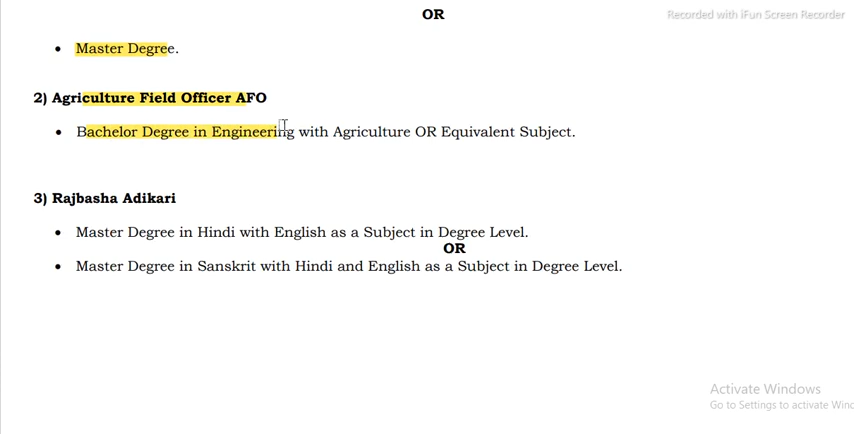 OR
Recorded with iFun Screen Recorder
• Master Degree.
2) Agriculture Field Officer AFO
• Bachelor Degree in Engineering with Agriculture OR Equivalent Subject.
3) Rajbasha Adikari
• Master Degree in Hindi with English as a Subject in Degree Level.
OR
• Master Degree in Sanskrit with Hindi and English as a Subject in Degree Level.
Activate Windows
Go to Settings to activate Winc